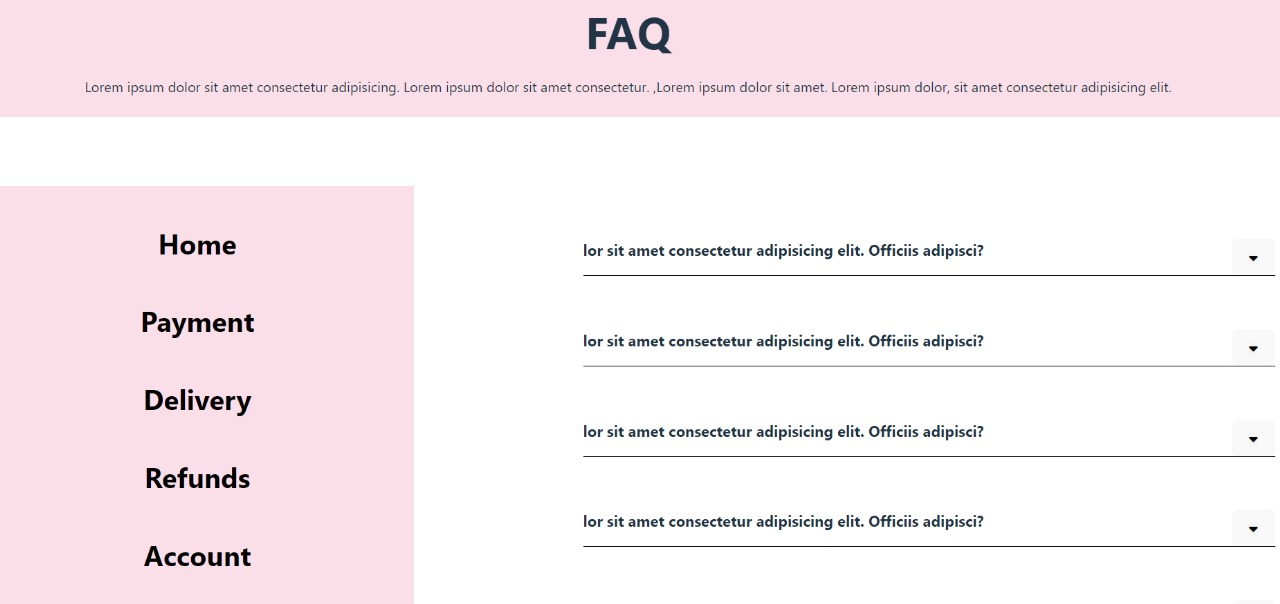 FAQ
Lorem ipsum dolor sit amet consectetur adipisicing. Lorem ipsum dolor sit amet consectetur. ,Lorem ipsum dolor sit amet. Lorem ipsum dolor, sit amet consectetur adipisicing elit.
Home
Payment
Delivery
Refunds
Account
lor sit amet consectetur adipisicing elit. Officiis adipisci?
lor sit amet consectetur adipisicing elit. Officiis adipisci?
lor sit amet consectetur adipisicing elit. Officiis adipisci?
lor sit amet consectetur adipisicing elit. Officiis adipisci?